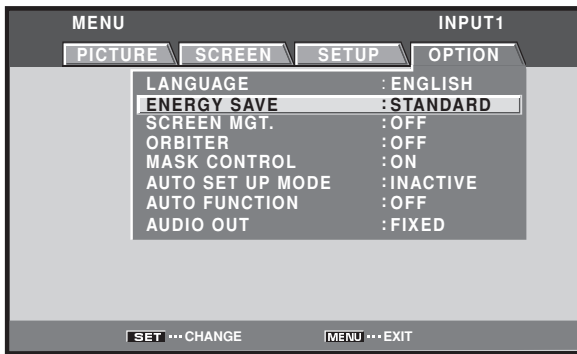 MENU INPUT1
PICTURE SCREEN SETUP OPTION
LANGUAGE : ENGLISH
ENERGY SAVE : STANDARD
SCREEN MGT. : OFF
ORBITER : OFF
MASK CONTROL : ON
AUTO SET UP MODE : INACTIVE
AUTO FUNCTION : OFF
AUDIO OUT : FIXED
SET ··· CHANGE MENU ··· EXIT